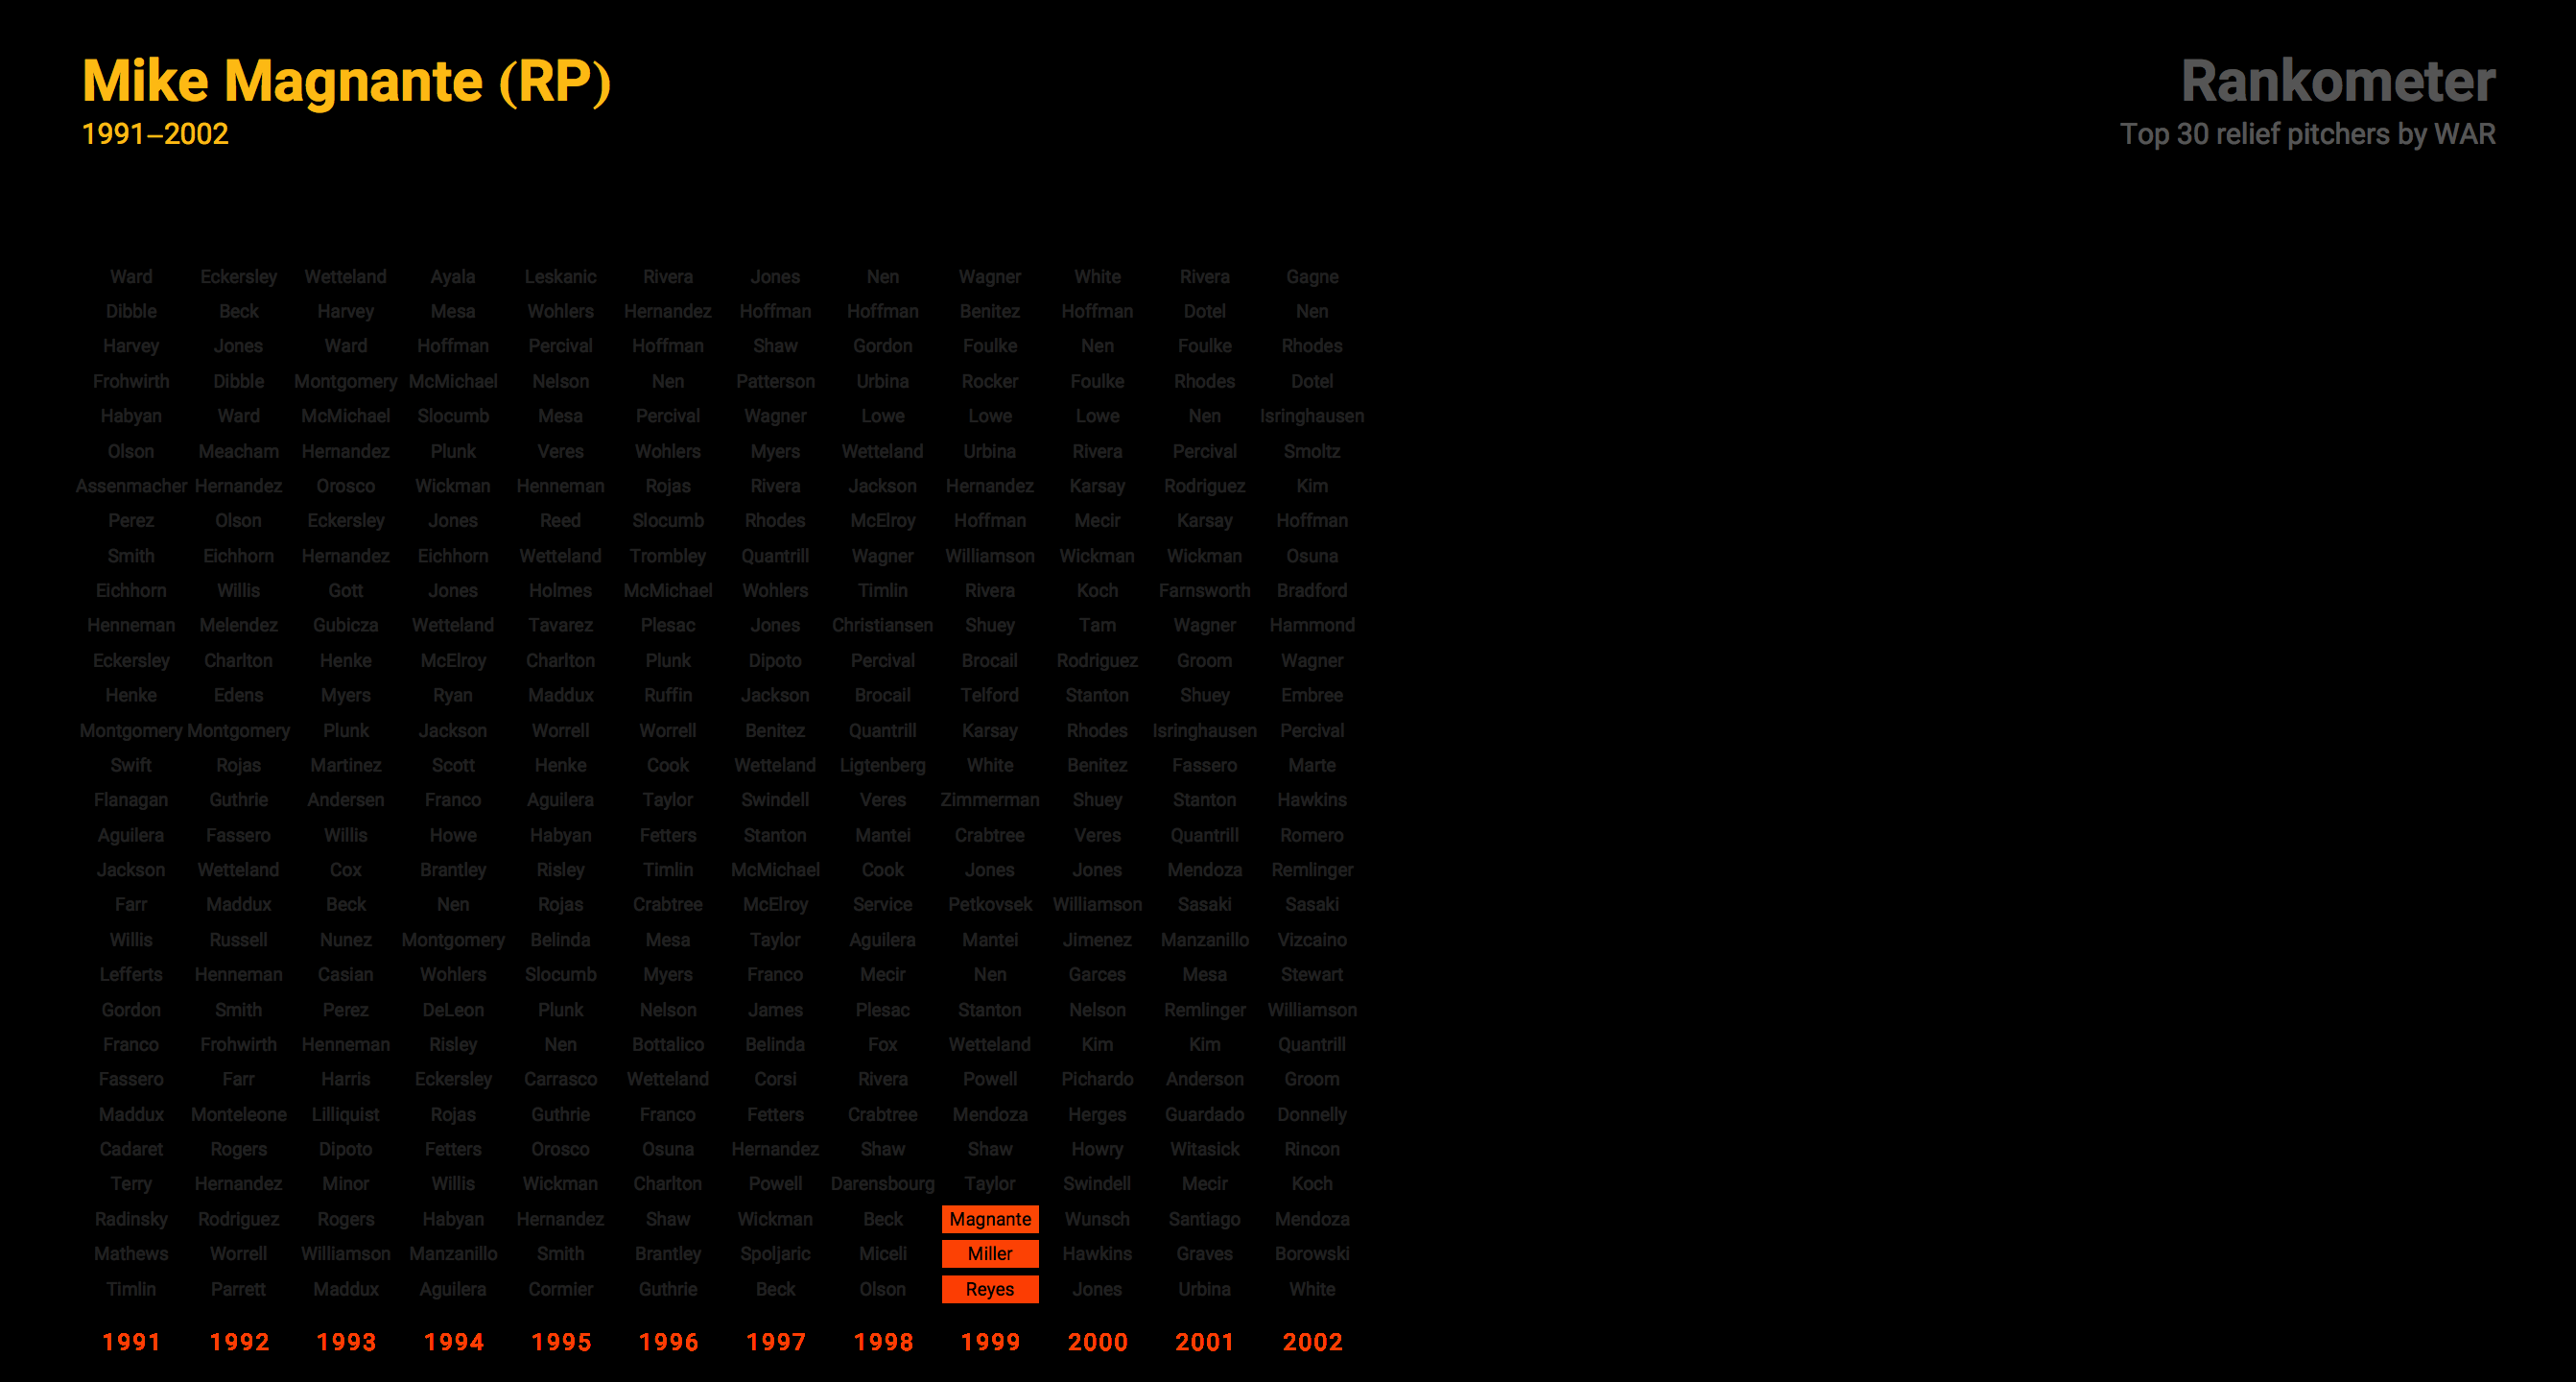 Mike Magnante (RP)
1991–2002
Rankometer
Top 30 relief pitchers by WAR
Ward Eckersley Wetteland Ayala Leskanic Rivera Jones Nen Wagner White Rivera Gagne
Dibble Beck Harvey Mesa Wohlers Hernandez Hoffman Hoffman Benitez Hoffman Dotel Nen
Harvey Jones Ward Hoffman Percival Hoffman Shaw Gordon Foulke Nen Foulke Rhodes
Frohwirth Dibble Montgomery McMichael Nelson Nen Patterson Urbina Rocker Foulke Rhodes Dotel
Habyan Ward McMichael Slocumb Mesa Percival Wagner Lowe Lowe Lowe Nen Isringhausen
Olson Meacham Hernandez Plunk Veres Wohlers Myers Wetteland Urbina Rivera Percival Smoltz
Assenmacher Hernandez Orosco Wickman Henneman Rojas Rivera Jackson Hernandez Karsay Rodriguez Kim
Perez Olson Eckersley Jones Reed Slocumb Rhodes McElroy Hoffman Mecir Karsay Hoffman
Smith Eichhorn Hernandez Eichhorn Wetteland Trombley Quantrill Wagner Williamson Wickman Wickman Osuna
Eichhorn Willis Gott Jones Holmes McMichael Wohlers Timlin Rivera Koch Farnsworth Bradford
Henneman Melendez Gubicza Wetteland Tavarez Plesac Jones Christiansen Shuey Tam Wagner Hammond
Eckersley Charlton Henke McElroy Charlton Plunk Dipoto Percival Brocail Rodriguez Groom Wagner
Henke Edens Myers Ryan Maddux Ruffin Jackson Brocail Telford Stanton Shuey Embree
Montgomery Montgomery Plunk Jackson Worrell Worrell Benitez Quantrill Karsay Rhodes Isringhausen Percival
Swift Rojas Martinez Scott Henke Cook Wetteland Ligtenberg White Benitez Fassero Marte
Flanagan Guthrie Andersen Franco Aguilera Taylor Swindell Veres Zimmerman Shuey Stanton Hawkins
Aguilera Fassero Willis Howe Habyan Fetters Stanton Mantei Crabtree Veres Quantrill Romero
Jackson Wetteland Cox Brantley Risley Timlin McMichael Cook Jones Jones Mendoza Remlinger
Farr Maddux Beck Nen Rojas Crabtree McElroy Service Petkovsek Williamson Sasaki Sasaki
Willis Russell Nunez Montgomery Belinda Mesa Taylor Aguilera Mantei Jimenez Manzanillo Vizcaino
Lefferts Henneman Casian Wohlers Slocumb Myers Franco Mecir Nen Garces Mesa Stewart
Gordon Smith Perez DeLeon Plunk Nelson James Plesac Stanton Nelson Remlinger Williamson
Franco Frohwirth Henneman Risley Nen Bottalico Belinda Fox Wetteland Kim Kim Quantrill
Fassero Farr Harris Eckersley Carrasco Wetteland Corsi Rivera Powell Pichardo Anderson Groom
Maddux Monteleone Lilliquist Rojas Guthrie Franco Fetters Crabtree Mendoza Herges Guardado Donnelly
Cadaret Rogers Dipoto Fetters Orosco Osuna Hernandez Shaw Shaw Howry Witasick Rincon
Terry Hernandez Minor Willis Wickman Charlton Powell Darensbourg Taylor Swindell Mecir Koch
Radinsky Rodriguez Rogers Habyan Hernandez Shaw Wickman Beck Magnante Wunsch Santiago Mendoza
Mathews Worrell Williamson Manzanillo Smith Brantley Spoljaric Miceli Miller Hawkins Graves Borowski
Timlin Parrett Maddux Aguilera Cormier Guthrie Beck Olson Reyes Jones Urbina White
1991 1992 1993 1994 1995 1996 1997 1998 1999 2000 2001 2002